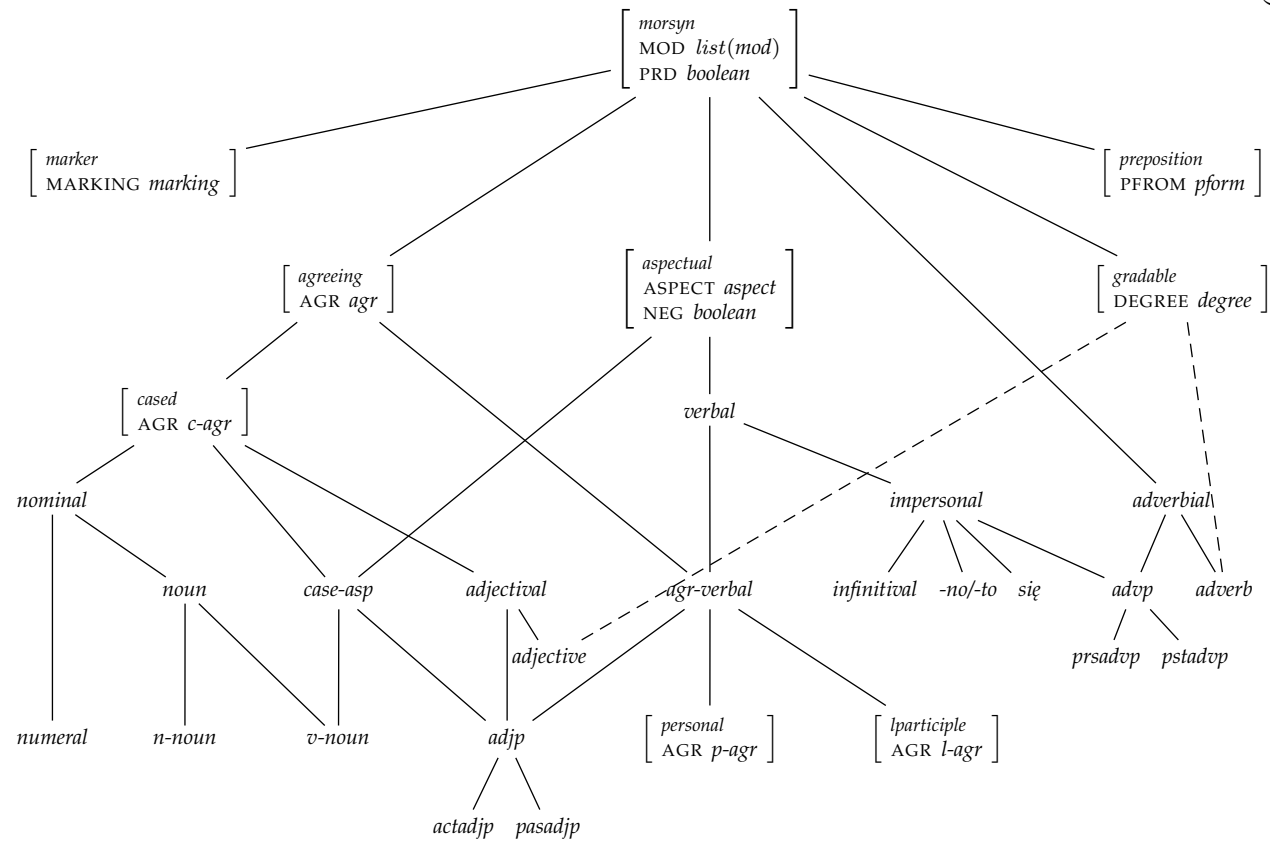 morsyn
MOD list(mod)
PRD boolean
marker
MARKING marking
preposition
PFROM pform
agreeing
AGR agr
aspectual
ASPECT aspect
NEG boolean
gradable
DEGREE degree
cased
AGR c-agr
verbal
nominal
impersonal
adverbial
noun
case-asp
adjectival
agr-verbal
infinitival
-no/-to
się
advp
adverb
adjective
prsadvp
pstadvp
numeral
n-noun
v-noun
adjp
personal
AGR p-agr
lparticiple
AGR l-agr
actadjp
pasadjp